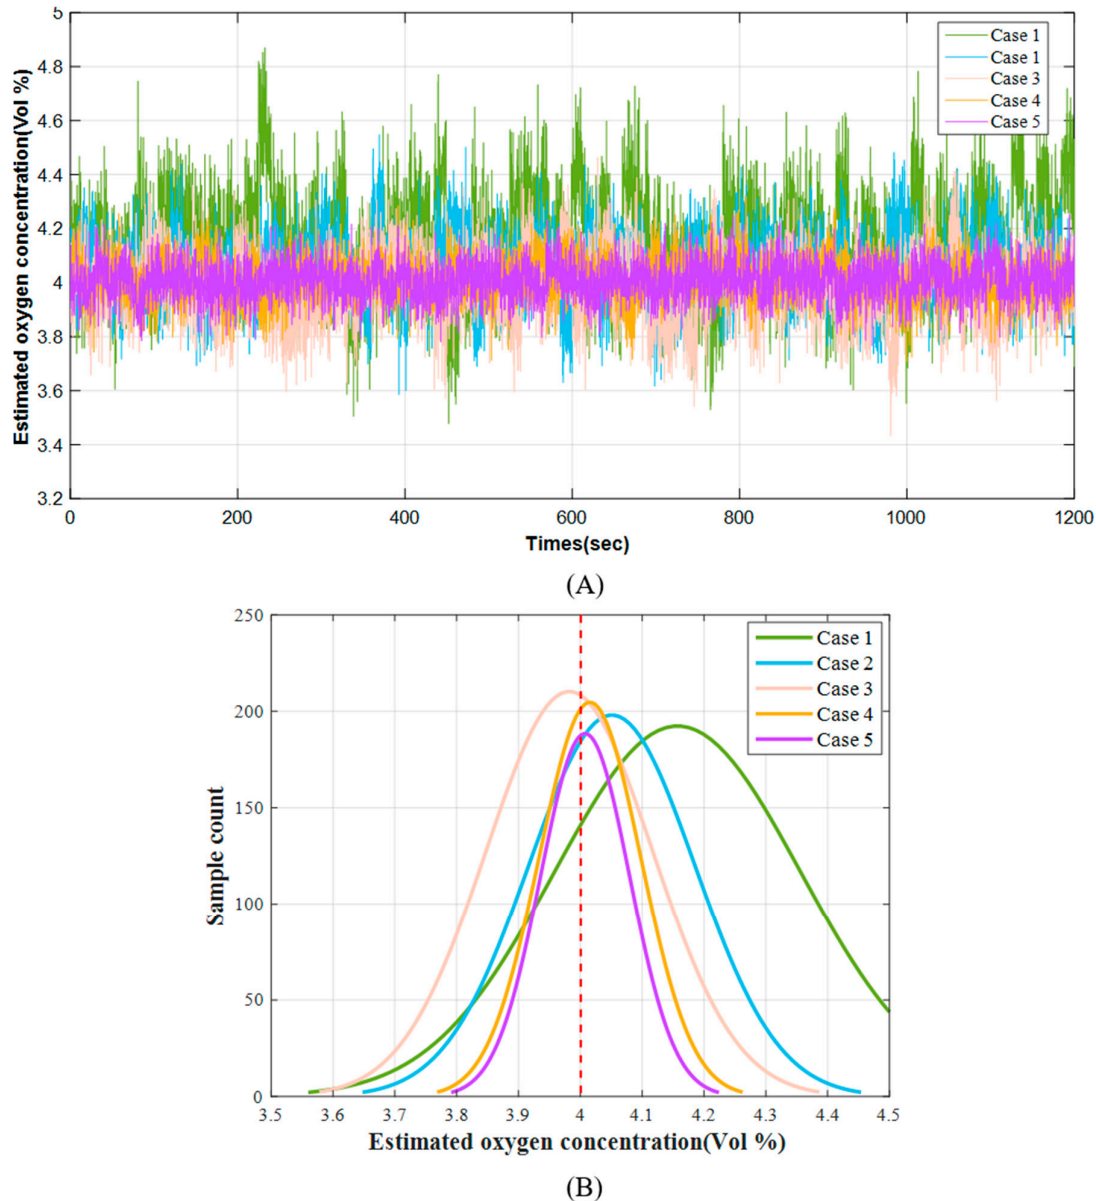 5
4.8
4.6
4.4
4.2
4
3.8
3.6
3.4
3.2
Estimated oxygen concentration(Vol %)
Case 1
Case 1
Case 3
Case 4
Case 5
0 200 400 600 800 1000 1200
Times(sec)
(A)
250
200
150
100
50
0
Sample count
Case 1
Case 2
Case 3
Case 4
Case 5
3.5 3.6 3.7 3.8 3.9 4 4.1 4.2 4.3 4.4 4.5
Estimated oxygen concentration(Vol %)
(B)